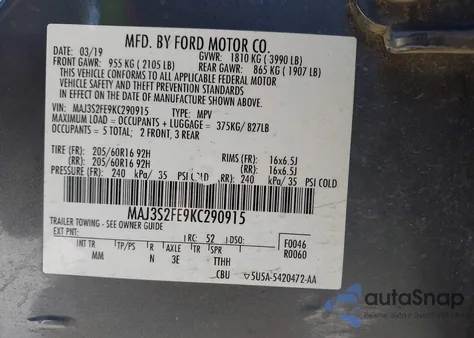 MFD. BY FORD MOTOR CO.
DATE: 03/19 GVWR: 1810 KG ( 3990 LB)
FRONT GAWR: 955 KG ( 2105 LB) REAR GAWR: 865 KG ( 1907 LB)
THIS VEHICLE CONFORMS TO ALL APPLICABLE FEDERAL MOTOR
VEHICLE SAFETY AND THEFT PREVENTION STANDARDS IN EFFECT ON
THE DATE OF MANUFACTURE SHOWN ABOVE.
VIN: MAJ3S2FE9KC290915 TYPE: MPV
MAXIMUM LOAD = OCCUPANTS + LUGGAGE = 375KG/827LB
OCCUPANTS = 5 TOTAL; 2 FRONT, 3 REAR
TIRE (FR): 205/60R16 92H RIMS (FR): 16x6.5J
(RR): 205/60R16 92H (RR): 16x6.5J
PRESSURE (FR): 240 kPa/ 35 PSI COLD (RR): 240 kPa/ 35 PSI COLD
MAJ3S2FE9KC290915
TRAILER TOWING - SEE OWNER GUIDE
EXT PNT: RC: 52 DSO: F0046
INT TR TP/PS R AXLE TR SPR R0060
MM N 3E TTHH
CBU 5U5A-5420472-AA
autoSnap